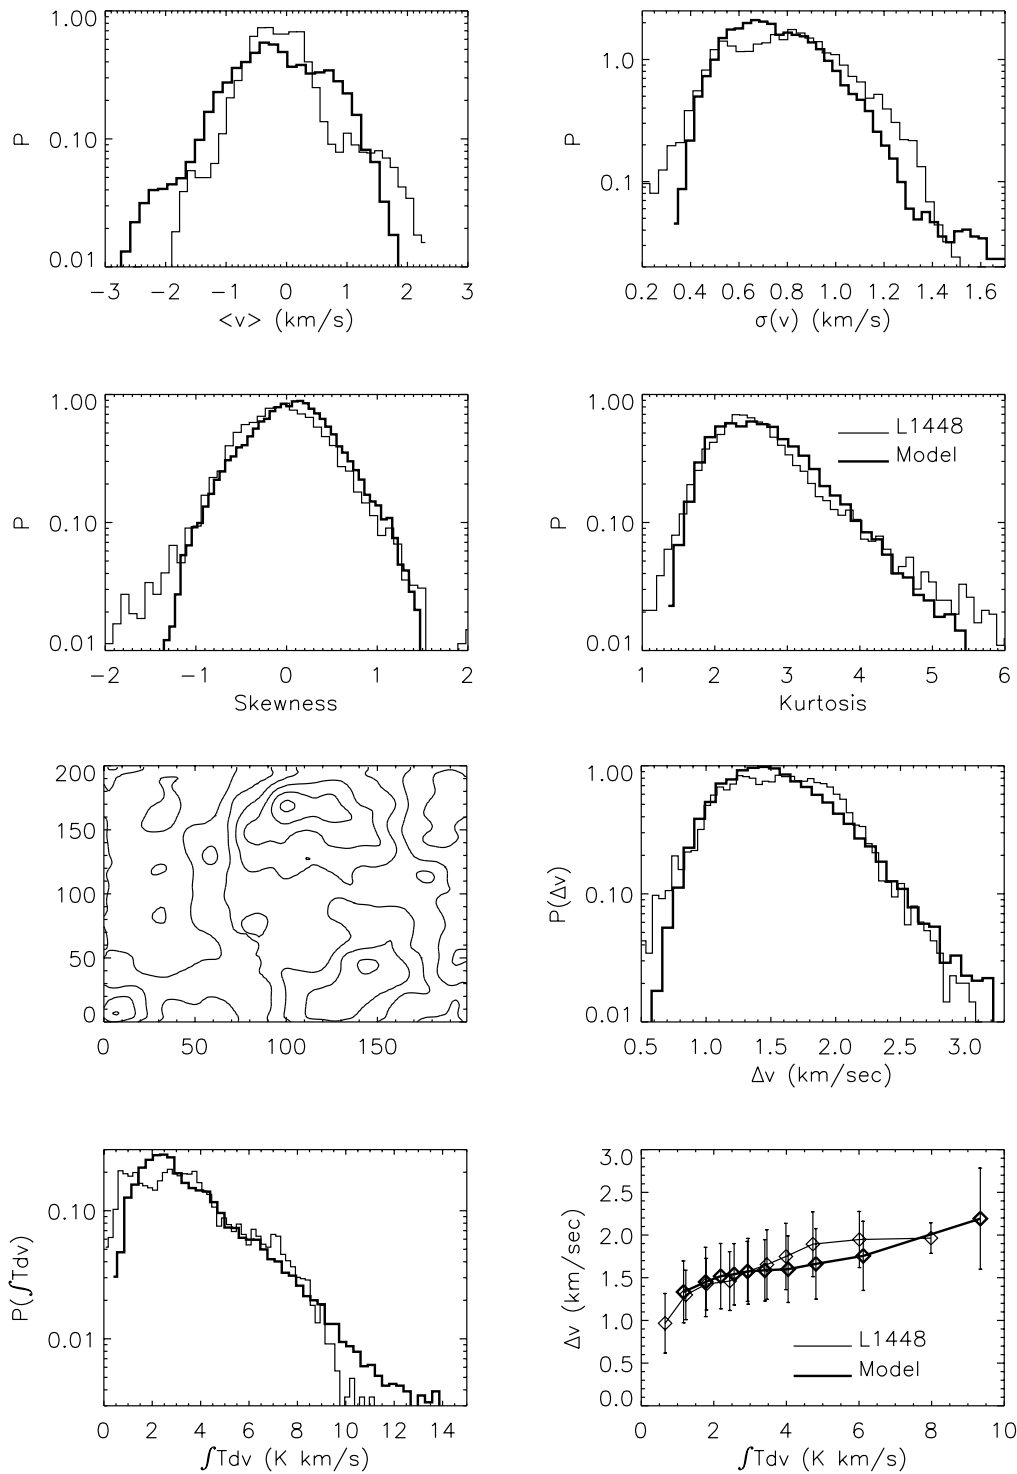 1.00
0.10
0.01
P
−3 −2 −1 0 1 2 3
<v> (km/s)
1.0
0.1
P
0.2 0.4 0.6 0.8 1.0 1.2 1.4 1.6
σ(v) (km/s)
1.00
0.10
0.01
P
−2 −1 0 1 2
Skewness
1.00
0.10
0.01
P
L1448
Model
1 2 3 4 5 6
Kurtosis
200
150
100
50
0
0 50 100 150
1.00
0.10
0.01
P(Δv)
0.5 1.0 1.5 2.0 2.5 3.0
Δv (km/sec)
0.10
0.01
P(∫Tdv)
0 2 4 6 8 10 12 14
∫Tdv (K km/s)
3.0
2.5
2.0
1.5
1.0
0.5
0.0
Δv (km/sec)
L1448
Model
0 2 4 6 8 10
∫Tdv (K km/s)